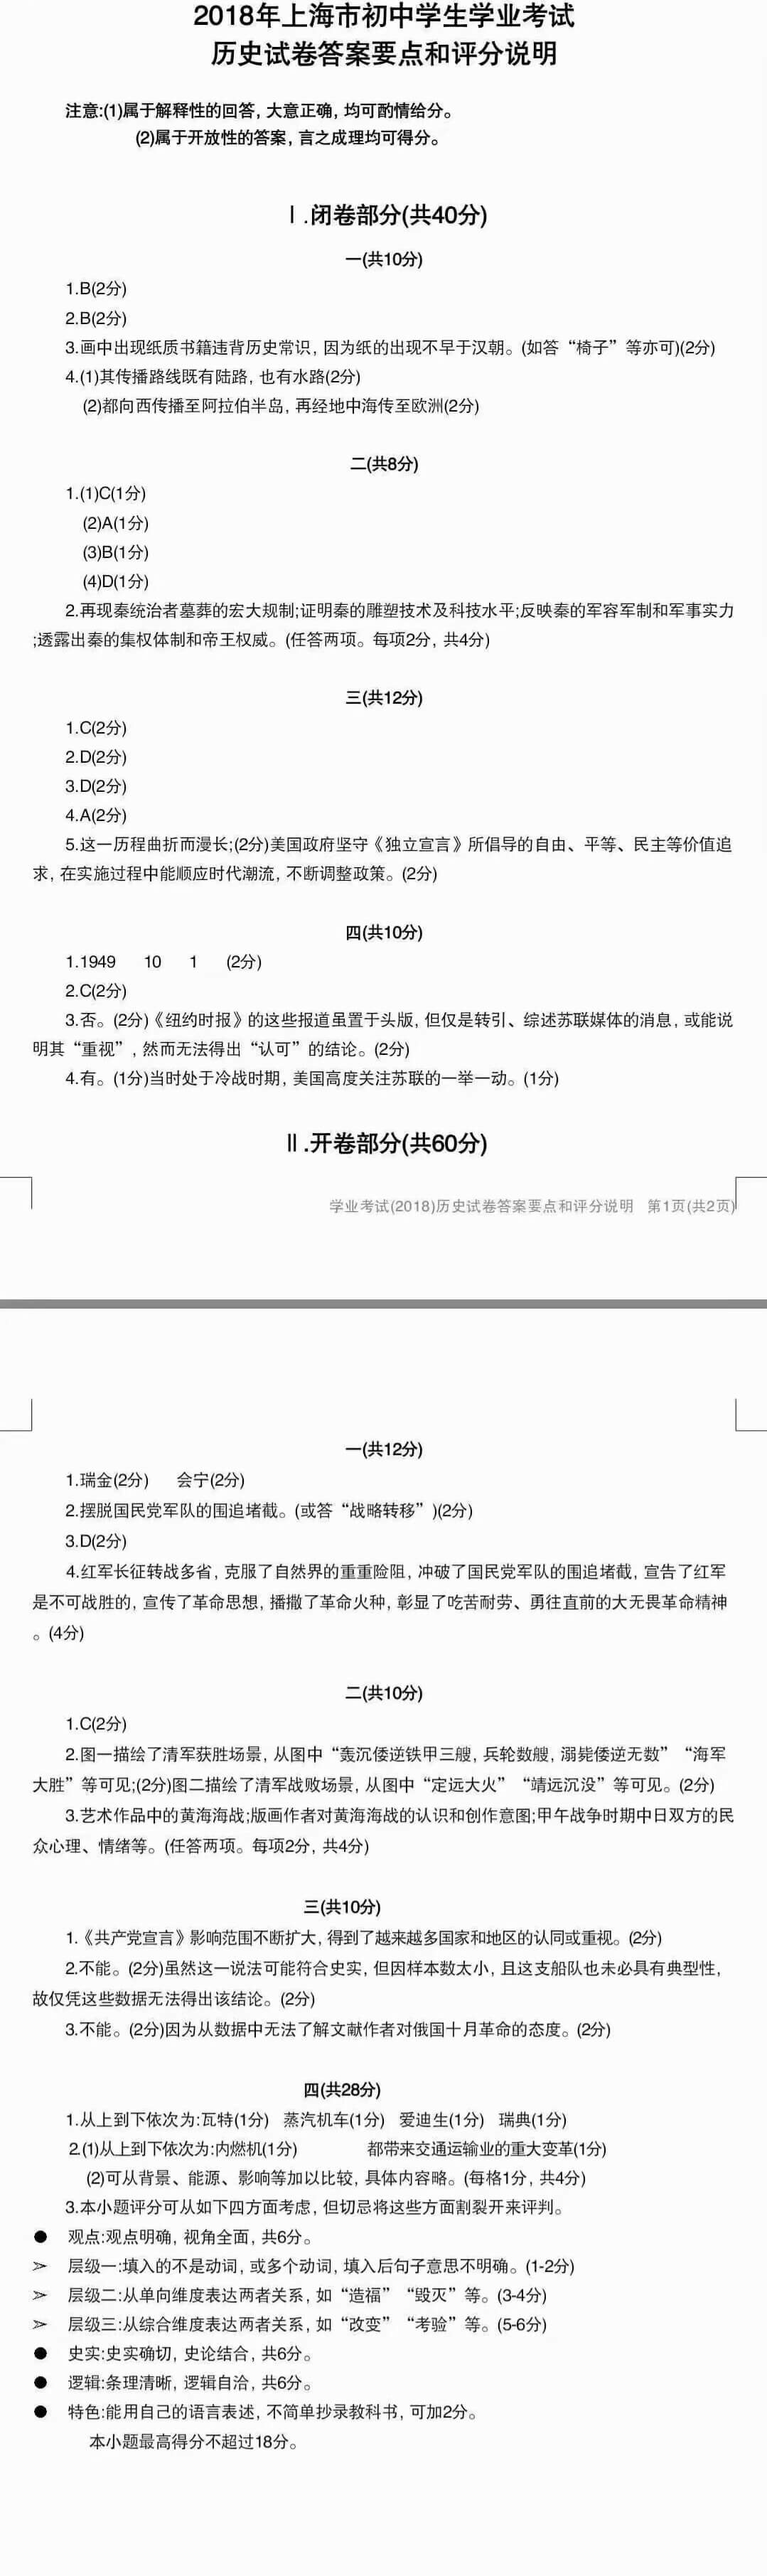 2018年上海市初中学生学业考试
历史试卷答案要点和评分说明
注意:(1)属于解释性的回答,大意正确,均可酌情给分。
(2)属于开放性的答案,言之成理均可得分。
Ⅰ.闭卷部分(共40分)
一(共10分)
1.B(2分)
2.B(2分)
3.画中出现纸质书籍违背历史常识,因为纸的出现不早于汉朝。(如答“椅子”等亦可)(2分)
4.(1)其传播路线既有陆路,也有水路(2分)
(2)都向西传播至阿拉伯半岛,再经地中海传至欧洲(2分)
二(共8分)
1.(1)C(1分)
(2)A(1分)
(3)B(1分)
(4)D(1分)
2.再现秦统治者墓葬的宏大规制;证明秦的雕塑技术及科技水平;反映秦的军容军制和军事实力
;透露出秦的集权体制和帝王权威。(任答两项。每项2分,共4分)
三(共12分)
1.C(2分)
2.D(2分)
3.D(2分)
4.A(2分)
5.这一历程曲折而漫长;(2分)美国政府坚守《独立宣言》所倡导的自由、平等、民主等价值追
求,在实施过程中能顺应时代潮流,不断调整政策。(2分)
四(共10分)
1.1949 10 1 (2分)
2.C(2分)
3.否。(2分)《纽约时报》的这些报道虽置于头版,但仅是转引、综述苏联媒体的消息,或能说
明其“重视”,然而无法得出“认可”的结论。(2分)
4.有。(1分)当时处于冷战时期,美国高度关注苏联的一举一动。(1分)
Ⅱ.开卷部分(共60分)
学业考试(2018)历史试卷答案要点和评分说明 第1页(共2页)
一(共12分)
1.瑞金(2分) 会宁(2分)
2.摆脱国民党军队的围追堵截。(或答“战略转移”)(2分)
3.D(2分)
4.红军长征转战多省,克服了自然界的重重险阻,冲破了国民党军队的围追堵截,宣告了红军
是不可战胜的,宣传了革命思想,播撒了革命火种,彰显了吃苦耐劳、勇往直前的大无畏革命精神
。(4分)
二(共10分)
1.C(2分)
2.图一描绘了清军获胜场景,从图中“轰沉倭逆铁甲三艘,兵轮数艘,溺毙倭逆无数”“海军
大胜”等可见;(2分)图二描绘了清军战败场景,从图中“定远大火”“靖远沉没”等可见。(2分)
3.艺术作品中的黄海海战;版画作者对黄海海战的认识和创作意图;甲午战争时期中日双方的民
众心理、情绪等。(任答两项。每项2分,共4分)
三(共10分)
1.《共产党宣言》影响范围不断扩大,得到了越来越多国家和地区的认同或重视。(2分)
2.不能。(2分)虽然这一说法可能符合史实,但因样本数太小,且这支船队也未必具有典型性,
故仅凭这些数据无法得出该结论。(2分)
3.不能。(2分)因为从数据中无法了解文献作者对俄国十月革命的态度。(2分)
四(共28分)
1.从上到下依次为:瓦特(1分) 蒸汽机车(1分) 爱迪生(1分) 瑞典(1分)
2.(1)从上到下依次为:内燃机(1分) 都带来交通运输业的重大变革(1分)
(2)可从背景、能源、影响等加以比较,具体内容略。(每格1分,共4分)
3.本小题评分可从如下四方面考虑,但切忌将这些方面割裂开来评判。
● 观点:观点明确,视角全面,共6分。
➢ 层级一:填入的不是动词,或多个动词,填入后句子意思不明确。(1-2分)
➢ 层级二:从单向维度表达两者关系,如“造福”“毁灭”等。(3-4分)
➢ 层级三:从综合维度表达两者关系,如“改变”“考验”等。(5-6分)
● 史实:史实确切,史论结合,共6分。
● 逻辑:条理清晰,逻辑自洽,共6分。
● 特色:能用自己的语言表述,不简单抄录教科书,可加2分。
本小题最高得分不超过18分。